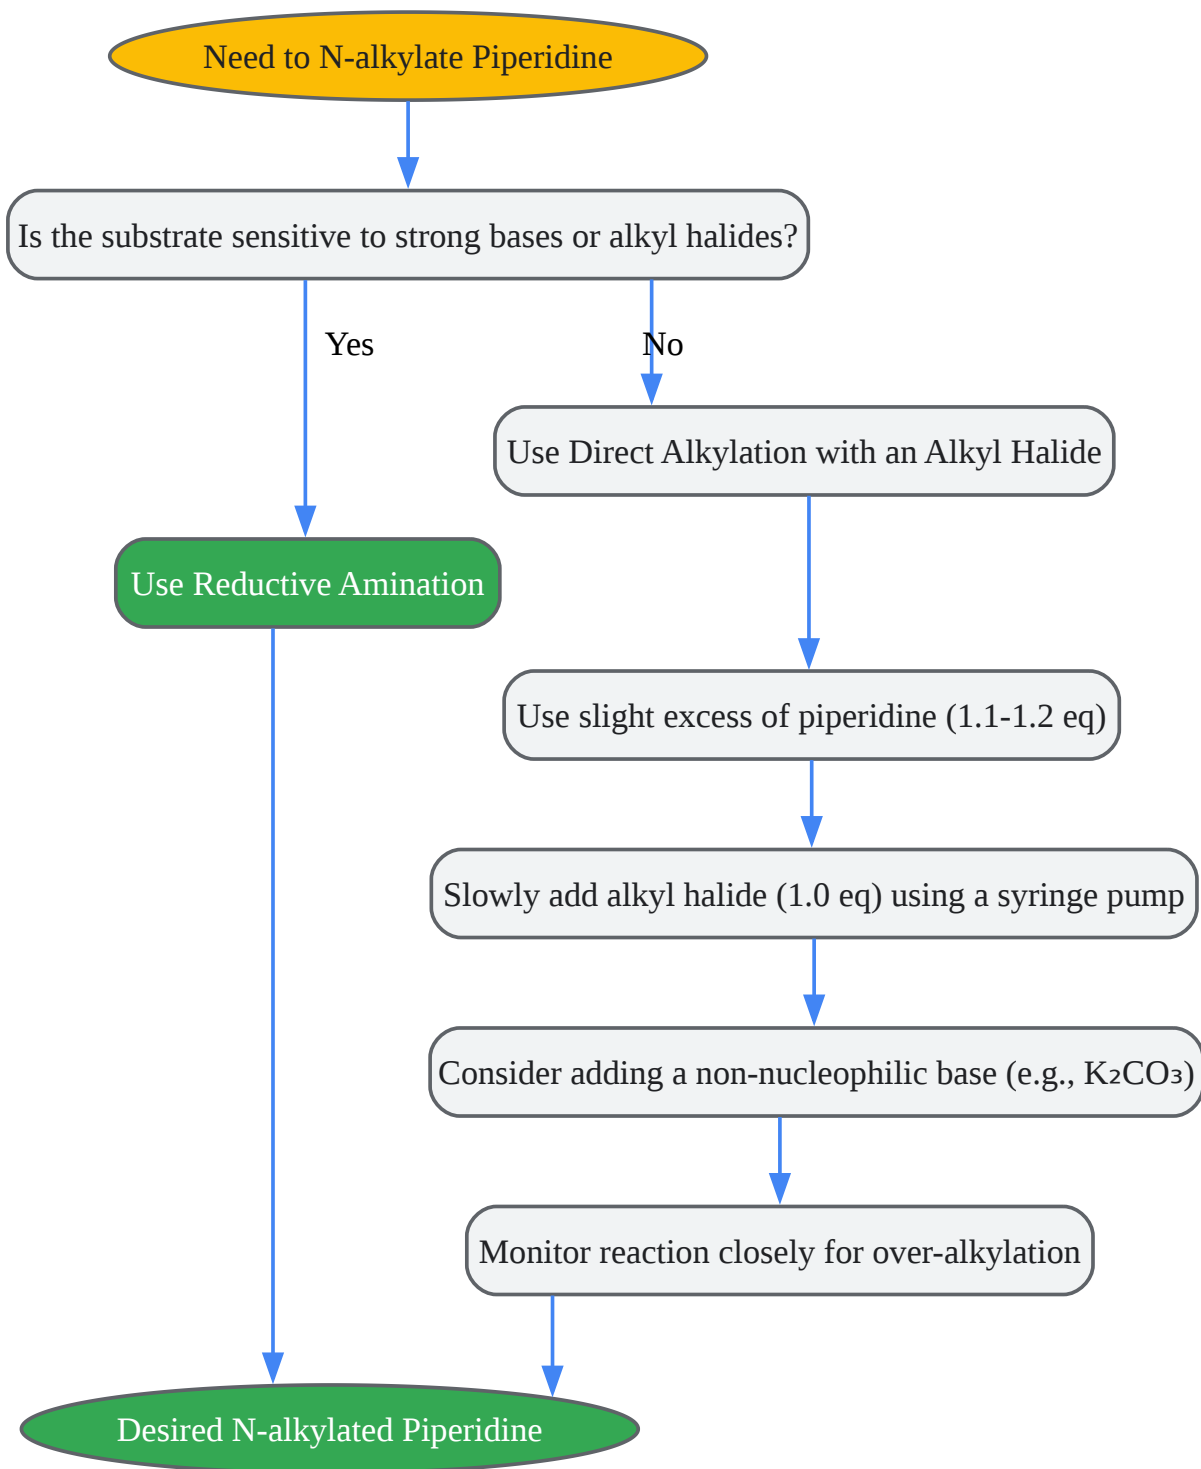 Need to N-alkylate Piperidine
Is the substrate sensitive to strong bases or alkyl halides?
Yes
No
Use Direct Alkylation with an Alkyl Halide
Use Reductive Amination
Use slight excess of piperidine (1.1-1.2 eq)
Slowly add alkyl halide (1.0 eq) using a syringe pump
Consider adding a non-nucleophilic base (e.g., K₂CO₃)
Monitor reaction closely for over-alkylation
Desired N-alkylated Piperidine